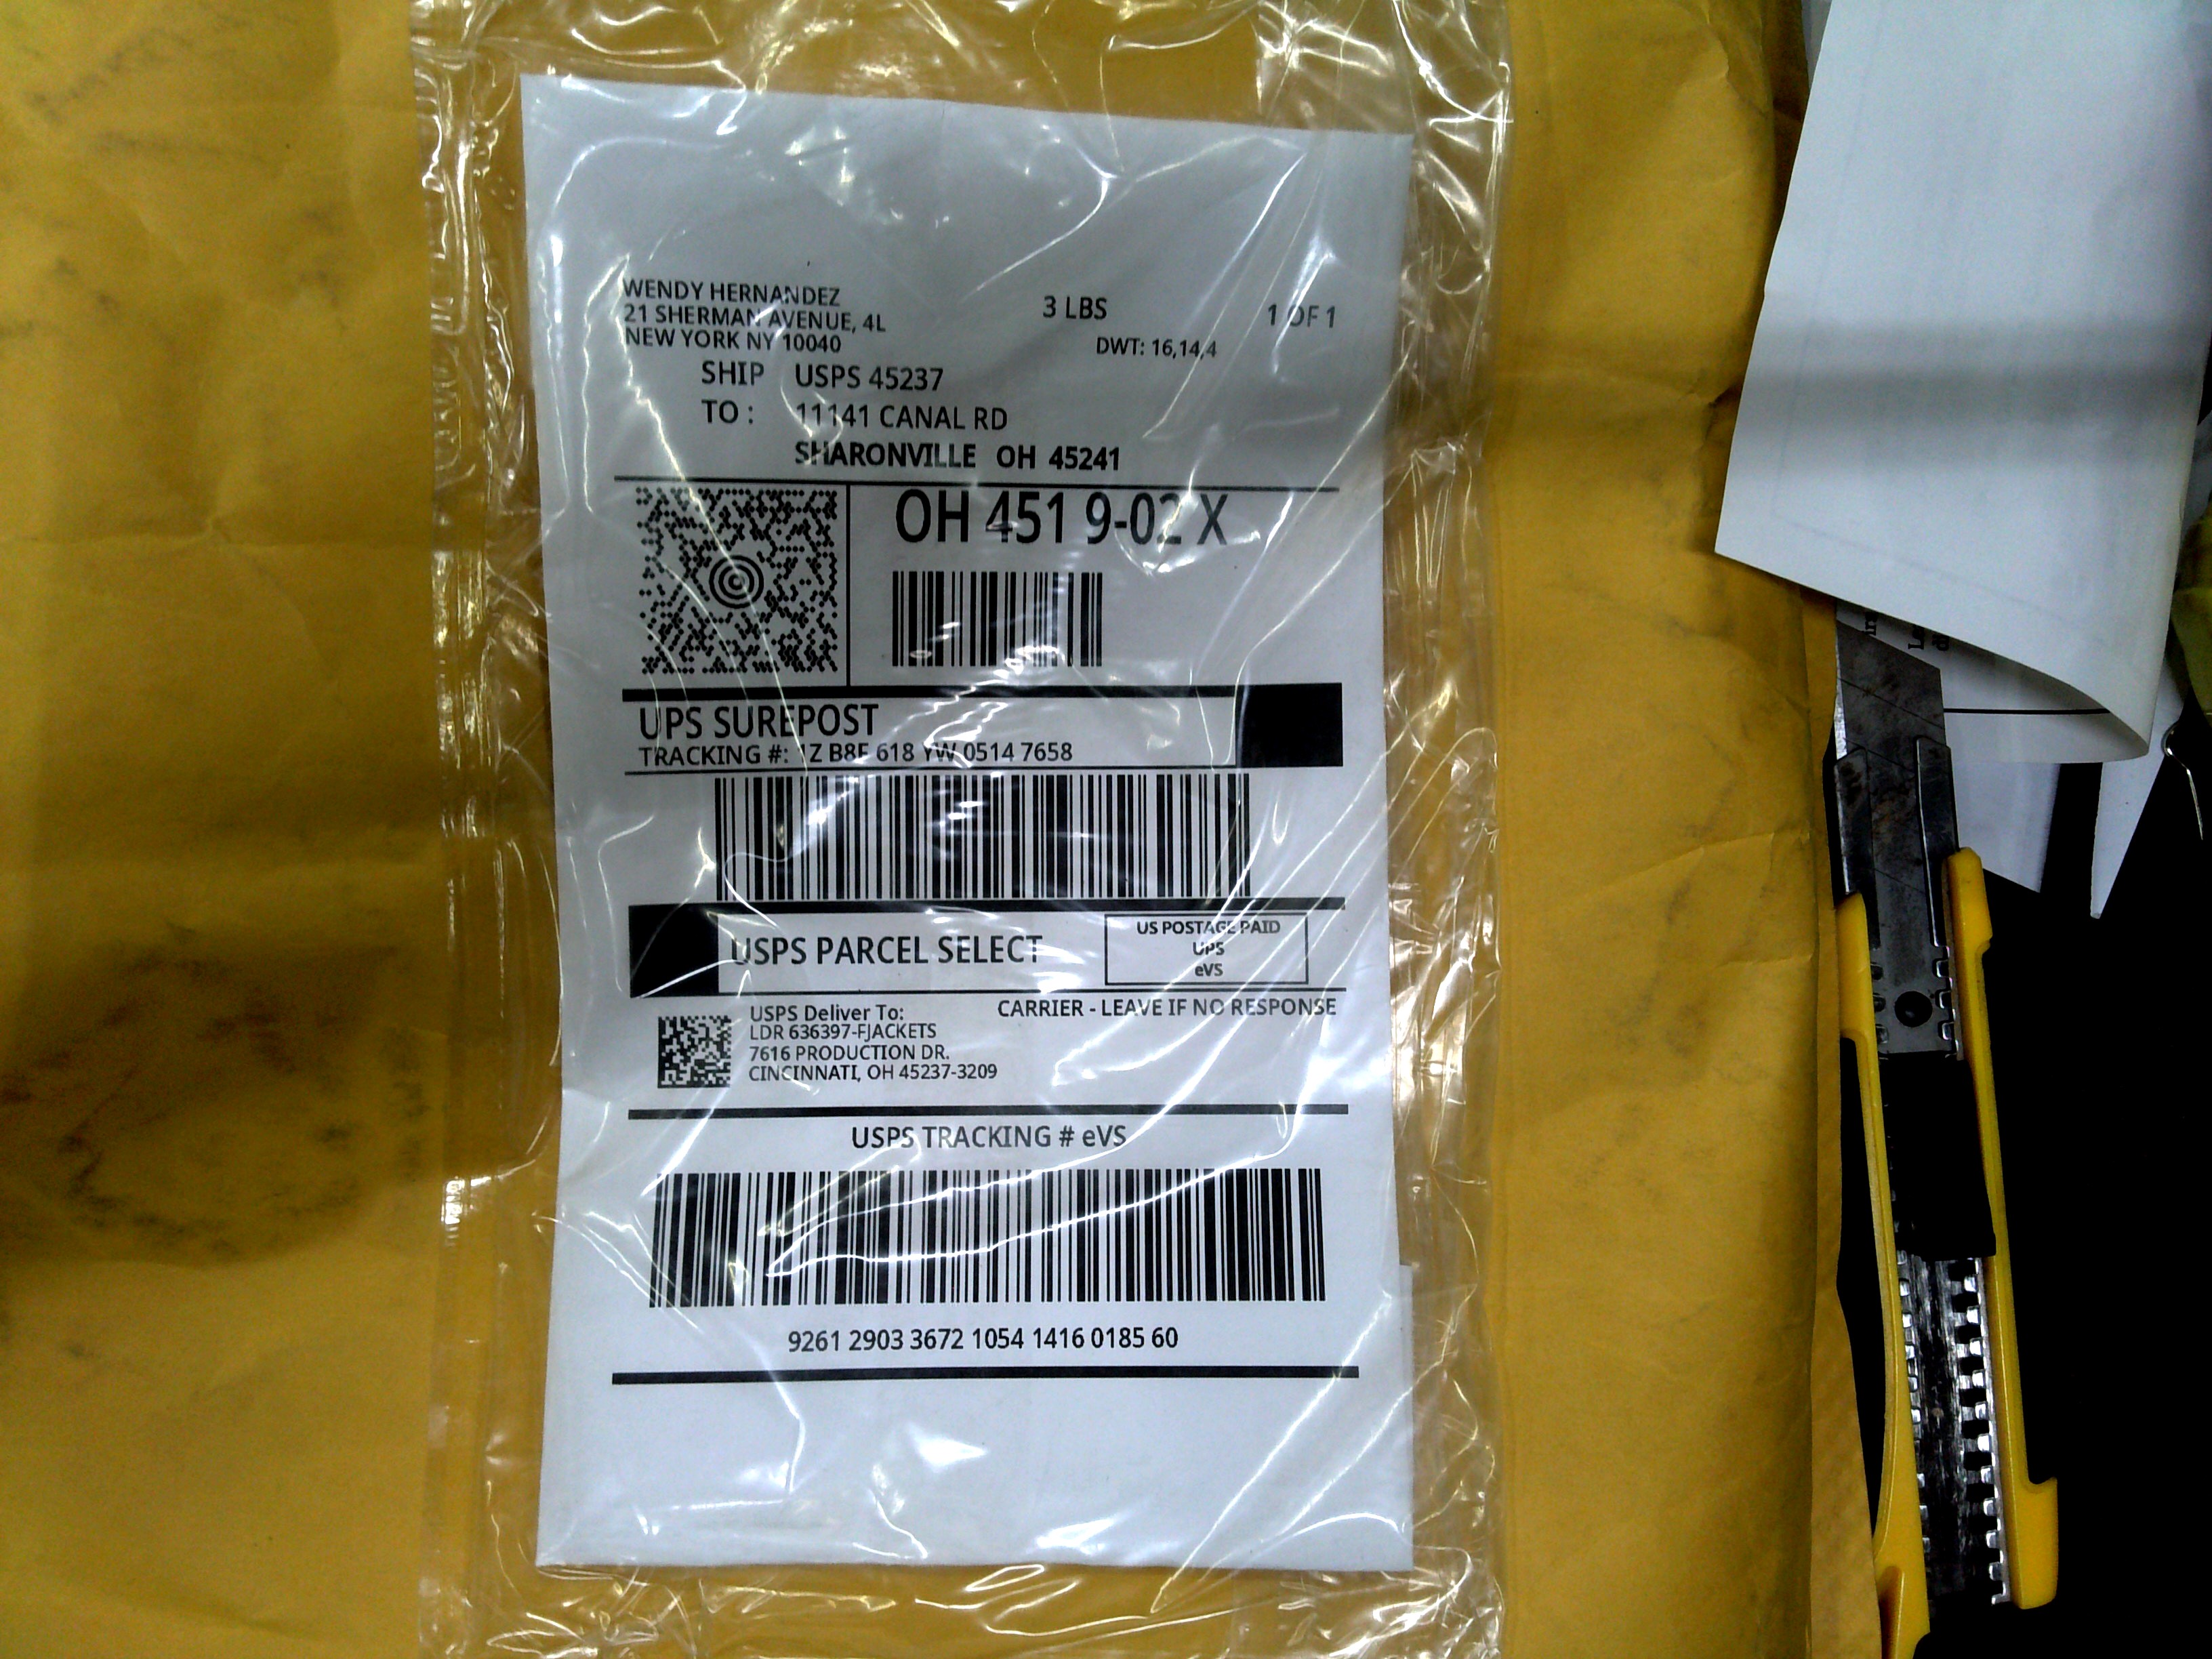 WENDY HERNANDEZ
21 SHERMAN AVENUE, 4L
NEW YORK NY 10040
3 LBS
1 OF 1
DWT: 16,14,4
SHIP USPS 45237
TO : 11141 CANAL RD
SHARONVILLE OH 45241
OH 451 9-02 X
UPS SUREPOST
TRACKING #: 1Z B8F 618 YW 0514 7658
USPS PARCEL SELECT
US POSTAGE PAID
UPS
eVS
USPS Deliver To:
CARRIER - LEAVE IF NO RESPONSE
LDR 636397-FJACKETS
7616 PRODUCTION DR.
CINCINNATI, OH 45237-3209
USPS TRACKING # eVS
9261 2903 3672 1054 1416 0185 60